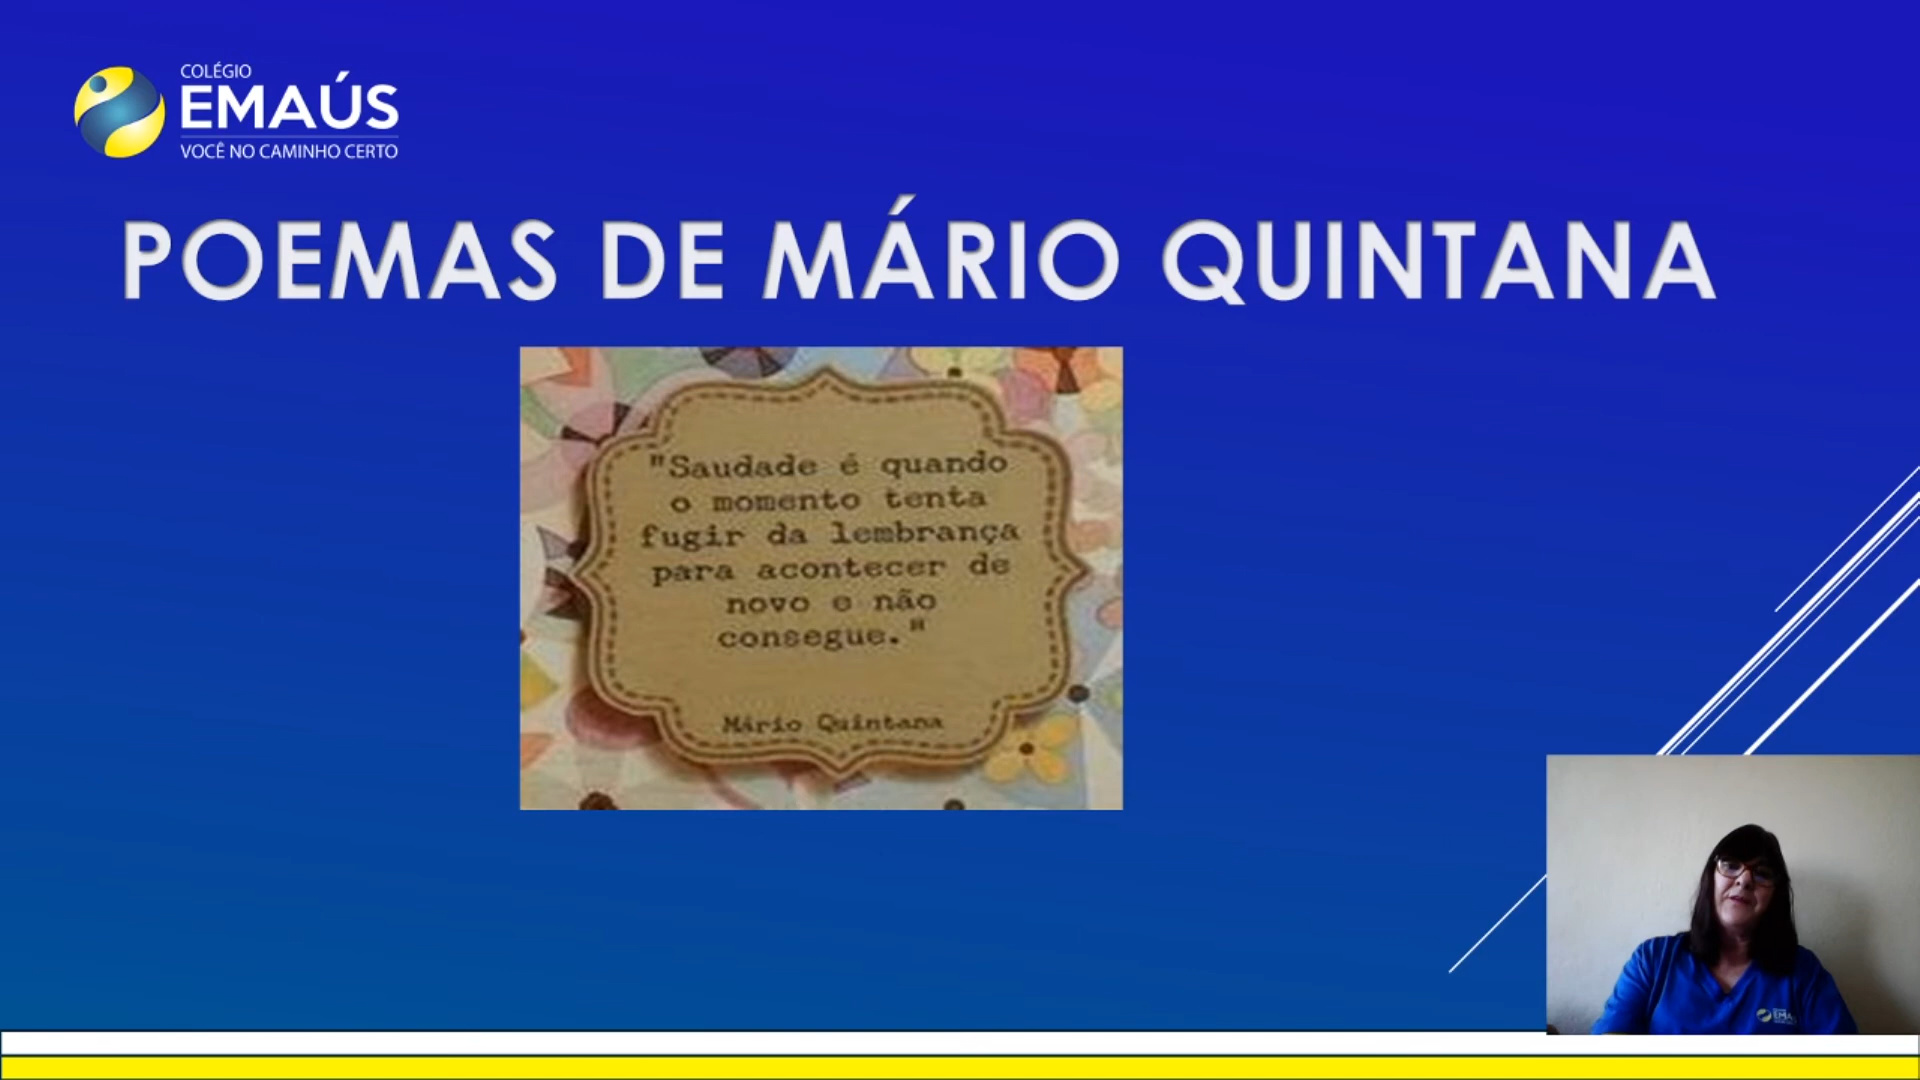 COLÉGIO
EMAÚS
VOCÊ NO CAMINHO CERTO
POEMAS DE MÁRIO QUINTANA
"Saudade é quando
o momento tenta
fugir da lembrança
para acontecer de
novo e não
consegue."
Mário Quintana